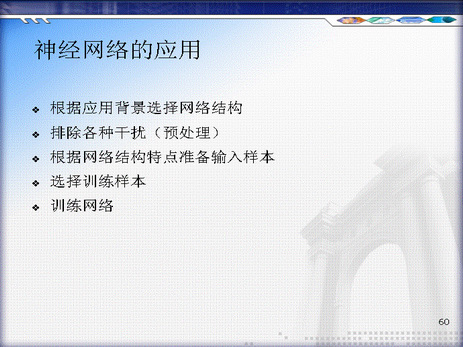 神经网络的应用
根据应用背景选择网络结构
排除各种干扰（预处理）
根据网络结构特点准备输入样本
选择训练样本
训练网络
60